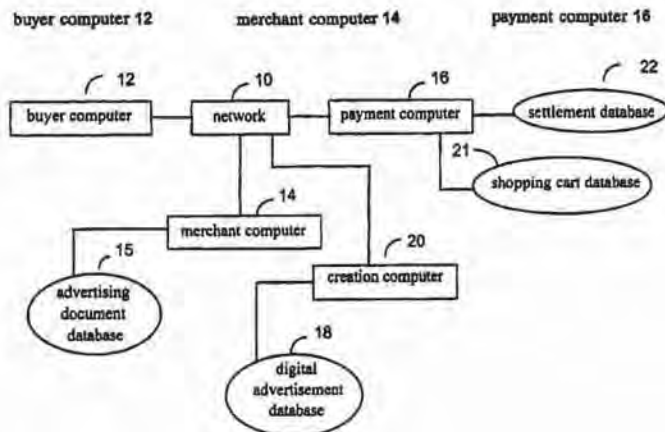 buyer computer 12
merchant computer 14
payment computer 16
12
10
16
22
buyer computer
network
payment computer
settlement database
21
shopping cart database
14
merchant computer
15
20
creation computer
advertising
document
database
18
digital
advertisement
database